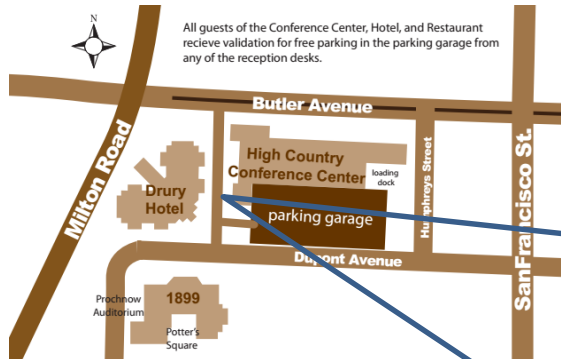 All guests of the Conference Center, Hotel, and Restaurant
recieve validation for free parking in the parking garage from
any of the reception desks.
N
Butler Avenue
Milton Road
High Country
Conference Center
loading
dock
Drury
Hotel
parking garage
Humphreys Street
SanFrancisco St.
Dupont Avenue
Prochnow
Auditorium
1899
Potter's
Square